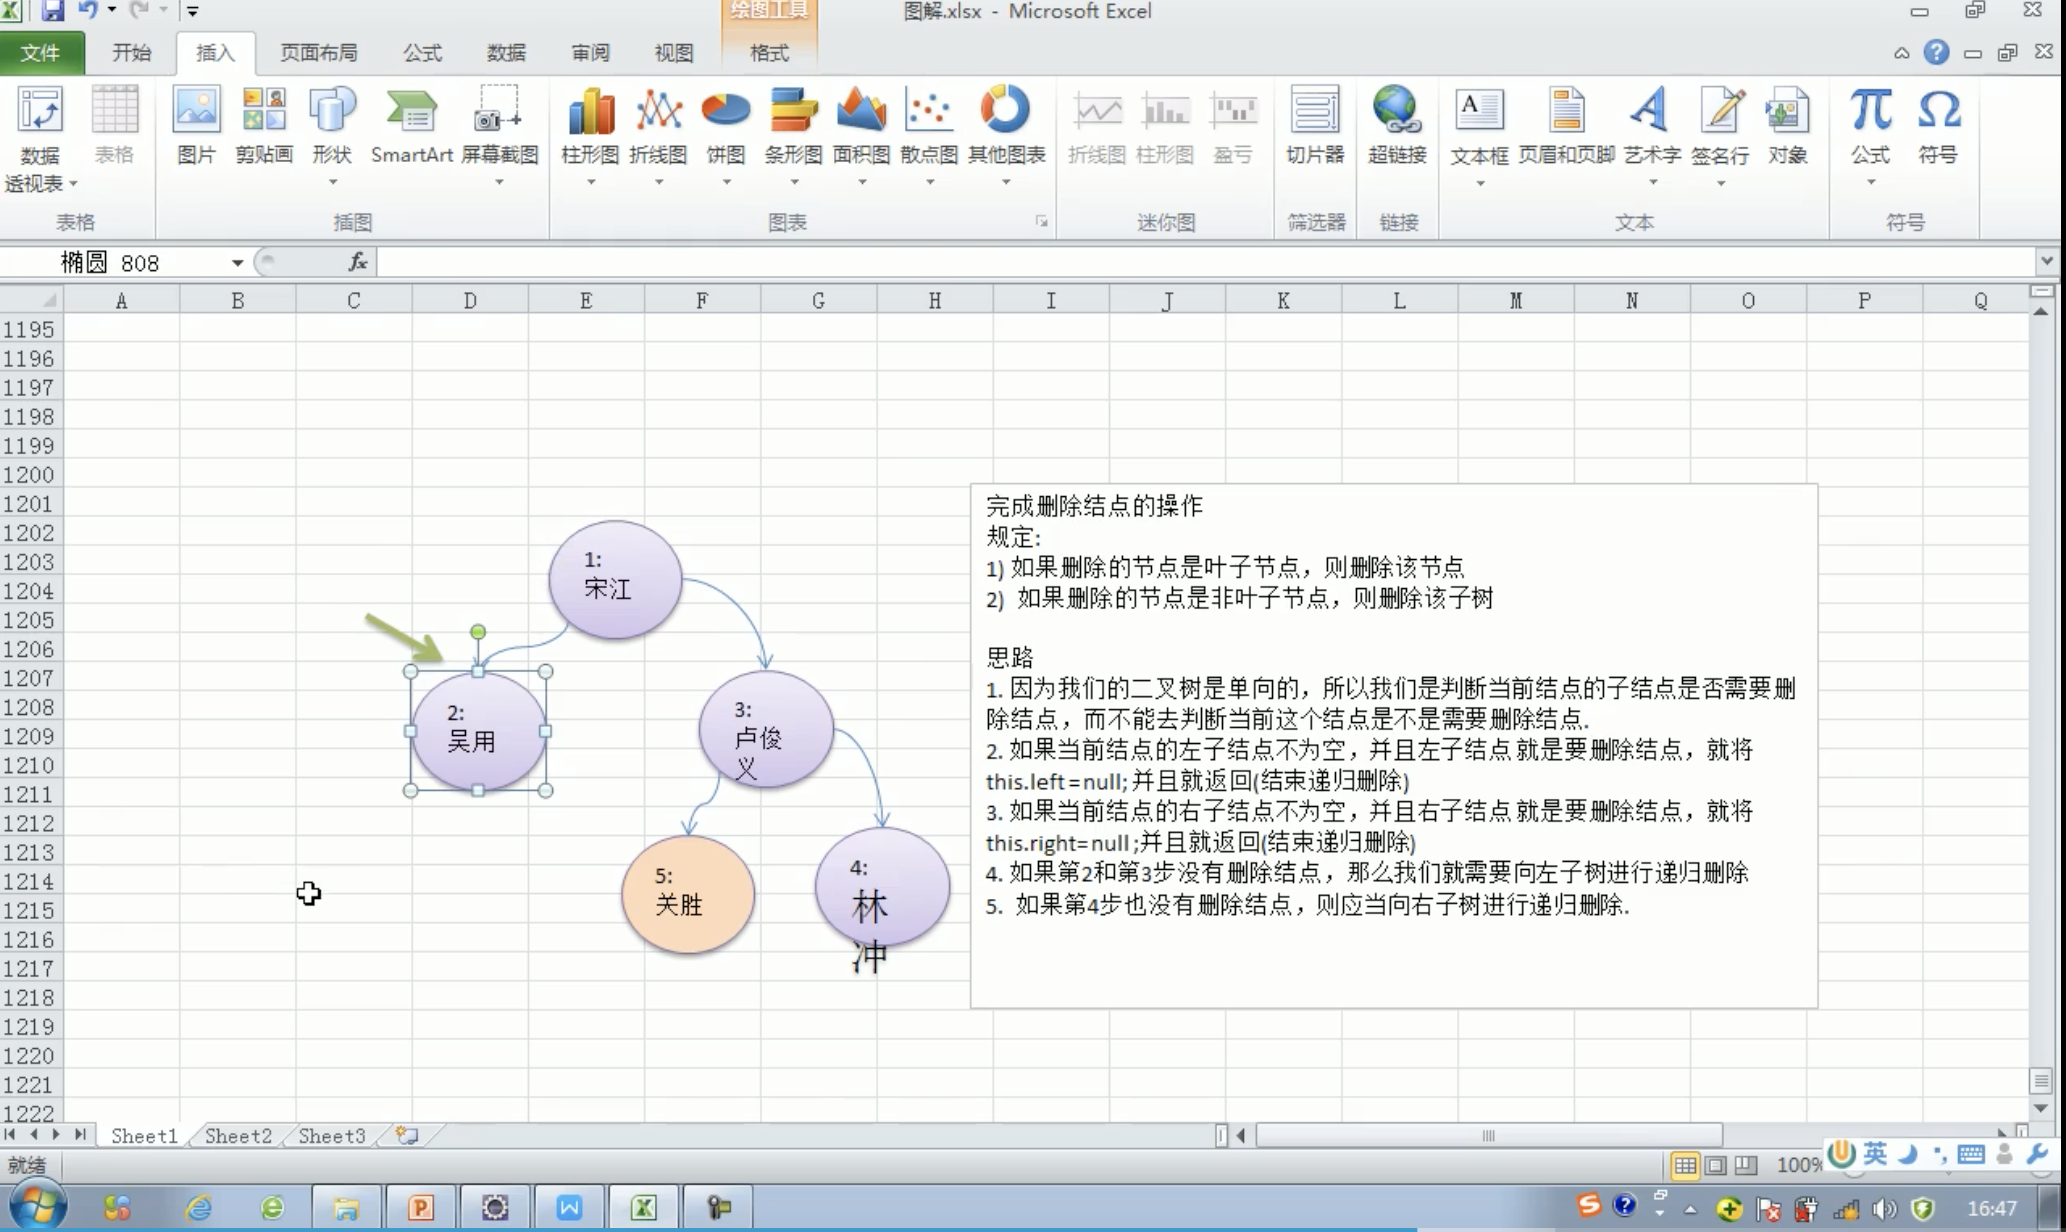 绘图工具
图解.xlsx - Microsoft Excel
文件 开始 插入 页面布局 公式 数据 审阅 视图 格式
数据透视表 表格 图片 剪贴画 形状 SmartArt 屏幕截图 柱形图 折线图 饼图 条形图 面积图 散点图 其他图表 折线图 柱形图 盈亏 切片器 超链接 文本框 页眉和页脚 艺术字 签名行 对象 公式 符号
表格 插图 图表 迷你图 筛选器 链接 文本 符号
椭圆 808 fx
A B C D E F G H I J K L M N O P Q
1195
1196
1197
1198
1199
1200
1201
1202
1203
1204
1205
1206
1207
1208
1209
1210
1211
1212
1213
1214
1215
1216
1217
1218
1219
1220
1221
1222
1:
宋江
2:
吴用
3:
卢俊
义
5:
关胜
4:
林
冲
完成删除结点的操作
规定:
1) 如果删除的节点是叶子节点，则删除该节点
2) 如果删除的节点是非叶子节点，则删除该子树
思路
1. 因为我们的二叉树是单向的，所以我们是判断当前结点的子结点是否需要删
除结点，而不能去判断当前这个结点是不是需要删除结点.
2. 如果当前结点的左子结点不为空，并且左子结点 就是要删除结点，就将
this.left=null; 并且就返回(结束递归删除)
3. 如果当前结点的右子结点不为空，并且右子结点 就是要删除结点，就将
this.right=null ;并且就返回(结束递归删除)
4. 如果第2和第3步没有删除结点，那么我们就需要向左子树进行递归删除
5. 如果第4步也没有删除结点，则应当向右子树进行递归删除.
Sheet1 Sheet2 Sheet3
就绪 100% 英
16:47